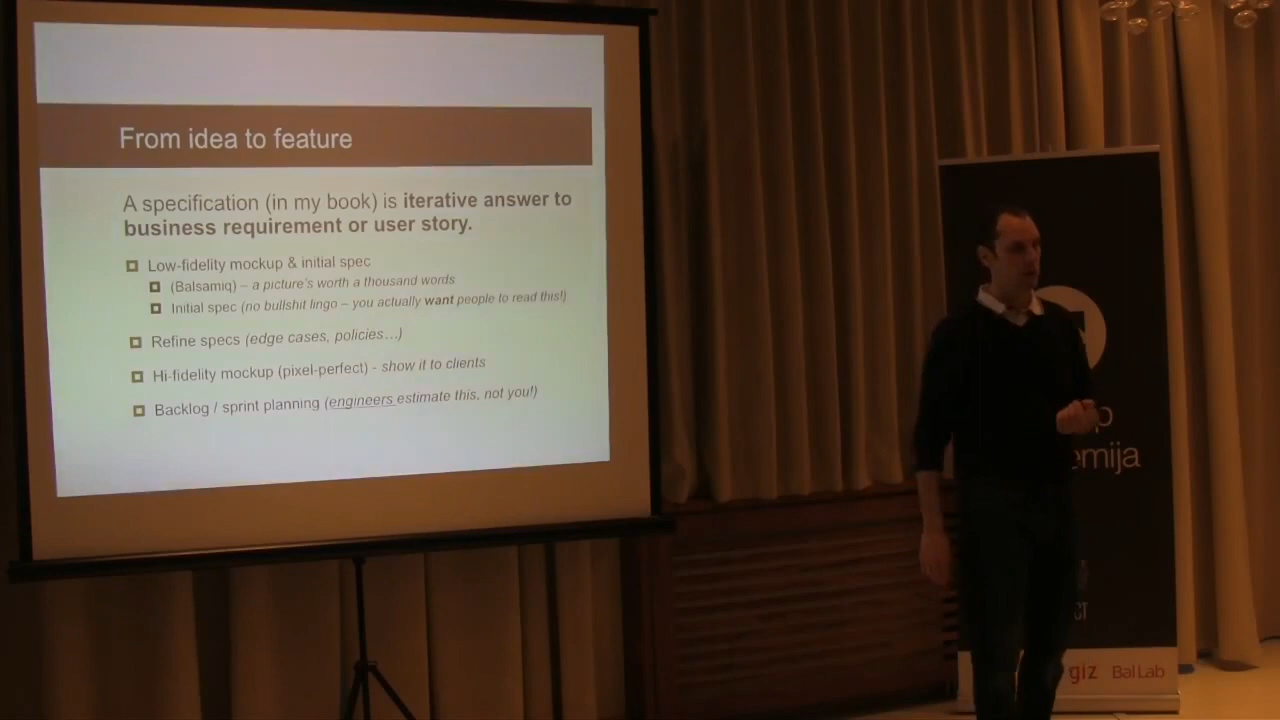 From idea to feature
A specification (in my book) is iterative answer to
business requirement or user story.
Low-fidelity mockup & initial spec
(Balsamiq) – a picture's worth a thousand words
Initial spec (no bullshit lingo – you actually want people to read this!)
Refine specs (edge cases, policies…)
Hi-fidelity mockup (pixel-perfect) - show it to clients
Backlog / sprint planning (engineers estimate this, not you!)
p
emija
CT
giz BalLab